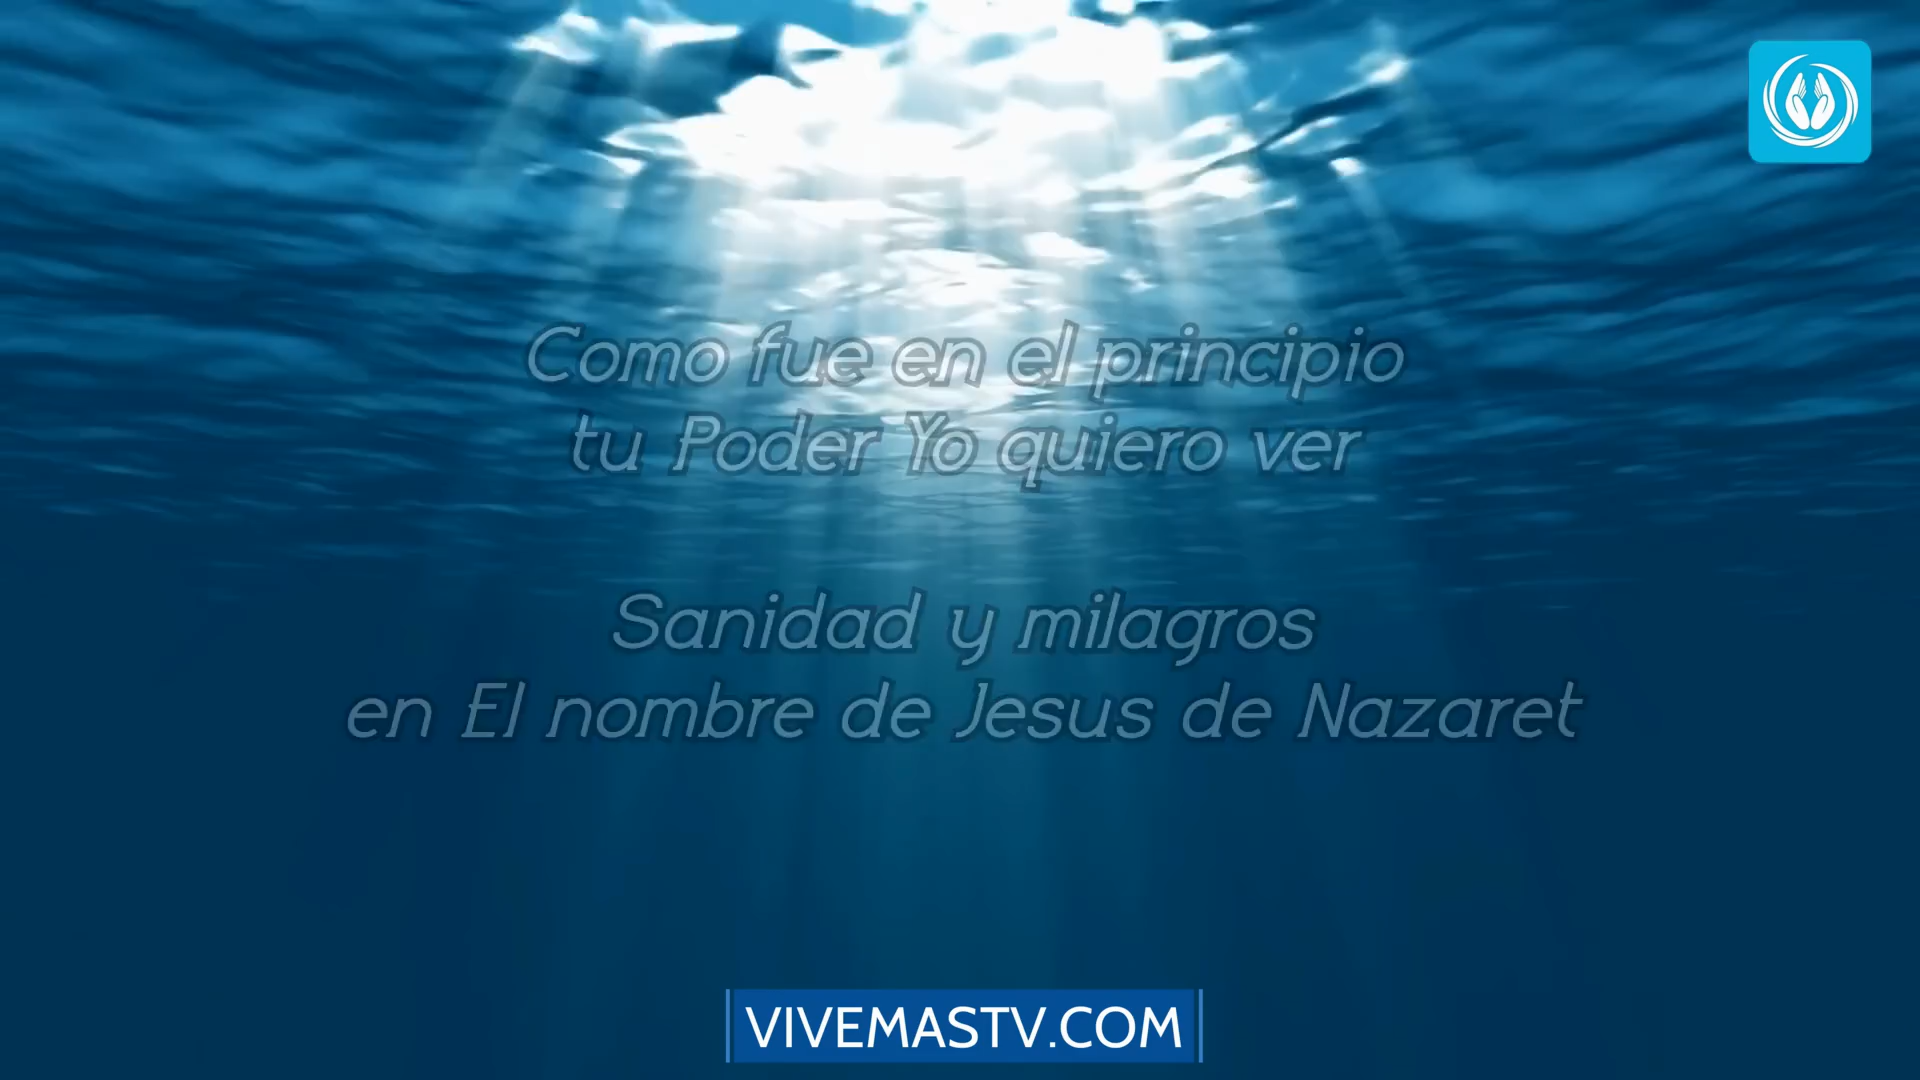 Como fue en el principio
tu Poder Yo quiero ver
Sanidad y milagros
en El nombre de Jesus de Nazaret
VIVEMASTV.COM